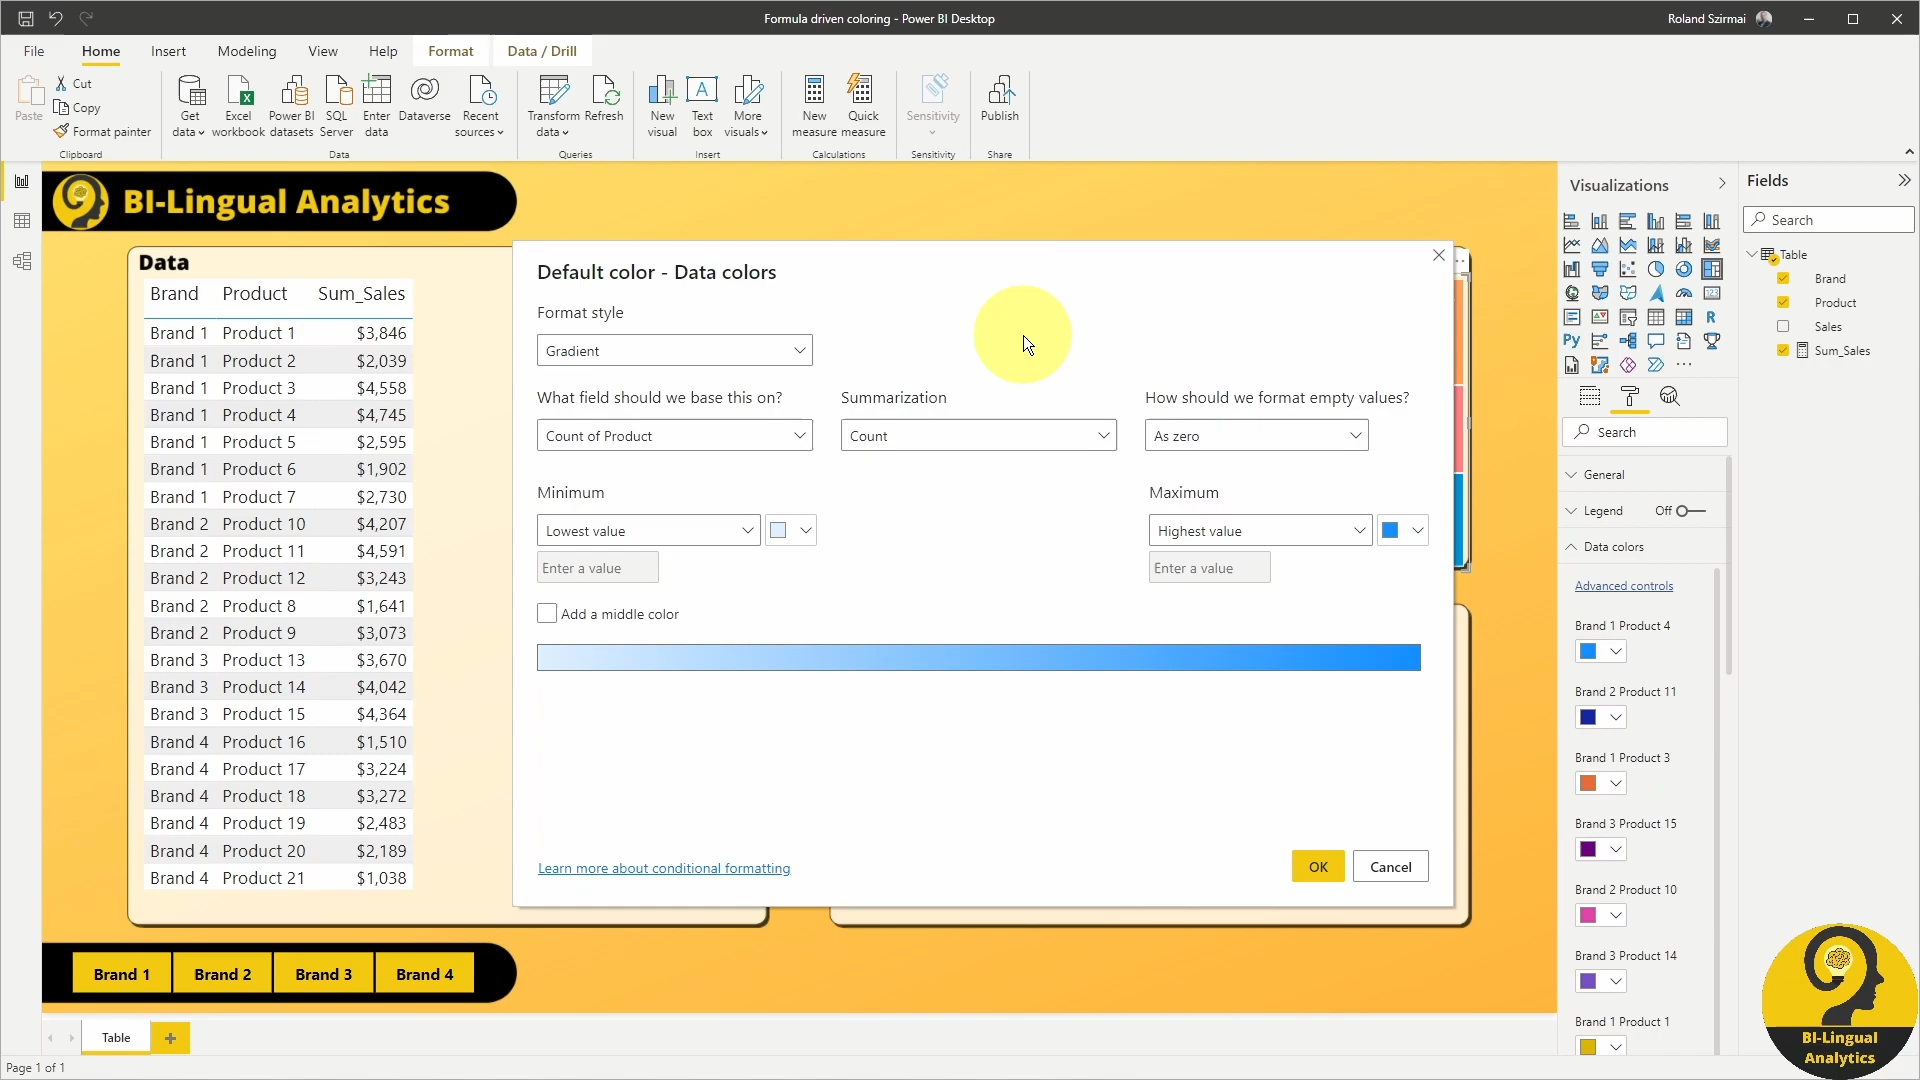 Formula driven coloring - Power BI Desktop
Roland Szirmai
File Home Insert Modeling View Help Format Data / Drill
Paste
Cut
Copy
Format painter
Get data
Excel workbook
Power BI datasets
SQL Server
Enter data
Dataverse
Recent sources
Transform data
Refresh
New visual
Text box
More visuals
New measure
Quick measure
Sensitivity
Publish
Clipboard
Data
Queries
Insert
Calculations
Sensitivity
Share
BI-Lingual Analytics
Data
Brand Product Sum_Sales
Brand 1 Product 1 $3,846
Brand 1 Product 2 $2,039
Brand 1 Product 3 $4,558
Brand 1 Product 4 $4,745
Brand 1 Product 5 $2,595
Brand 1 Product 6 $1,902
Brand 1 Product 7 $2,730
Brand 2 Product 10 $4,207
Brand 2 Product 11 $4,591
Brand 2 Product 12 $3,243
Brand 2 Product 8 $1,641
Brand 2 Product 9 $3,073
Brand 3 Product 13 $3,670
Brand 3 Product 14 $4,042
Brand 3 Product 15 $4,364
Brand 4 Product 16 $1,510
Brand 4 Product 17 $3,224
Brand 4 Product 18 $3,272
Brand 4 Product 19 $2,483
Brand 4 Product 20 $2,189
Brand 4 Product 21 $1,038
Default color - Data colors
Format style
Gradient
What field should we base this on? Summarization How should we format empty values?
Count of Product Count As zero
Minimum Maximum
Lowest value Highest value
Enter a value Enter a value
Add a middle color
Learn more about conditional formatting
OK Cancel
Brand 1 Brand 2 Brand 3 Brand 4
Table
Page 1 of 1
Visualizations
R
Py
Search
General
Legend Off
Data colors
Advanced controls
Brand 1 Product 4
Brand 2 Product 11
Brand 1 Product 3
Brand 3 Product 15
Brand 2 Product 10
Brand 3 Product 14
Brand 1 Product 1
Fields
Search
Table
Brand
Product
Sales
Sum_Sales
BI-Lingual
Analytics